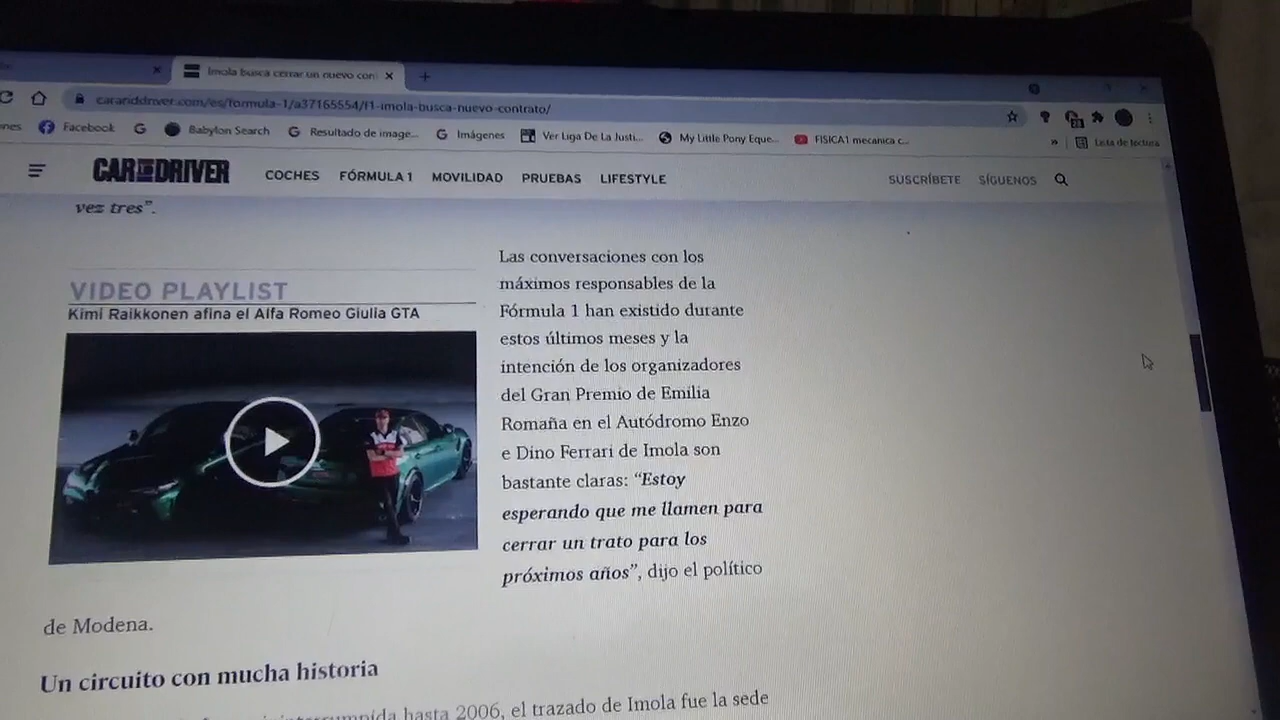 Imola busca cerrar un nuevo con
caranddriver.com/es/formula-1/a37165554/f1-imola-busca-nuevo-contrato/
nes Facebook Babylon Search Resultado de image... Imágenes Ver Liga De La Justi... My Little Pony Eque... FISICA1 mecanica c... » Lista de lectura
CAR AND DRIVER COCHES FÓRMULA 1 MOVILIDAD PRUEBAS LIFESTYLE SUSCRÍBETE SÍGUENOS
vez tres”.
VIDEO PLAYLIST
Kimi Raikkonen afina el Alfa Romeo Giulia GTA
Las conversaciones con los
máximos responsables de la
Fórmula 1 han existido durante
estos últimos meses y la
intención de los organizadores
del Gran Premio de Emilia
Romaña en el Autódromo Enzo
e Dino Ferrari de Imola son
bastante claras: “Estoy
esperando que me llamen para
cerrar un trato para los
próximos años”, dijo el político
de Modena.
Un circuito con mucha historia
ininterrumpida hasta 2006, el trazado de Imola fue la sede